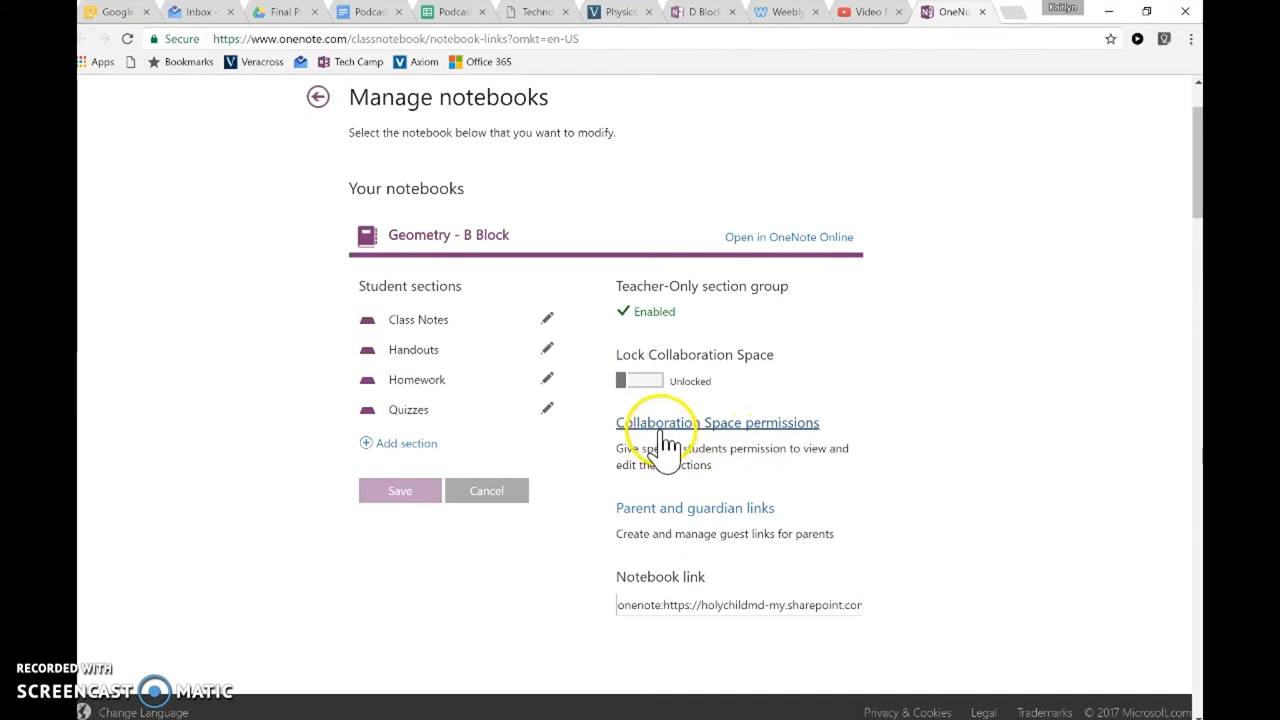 Google
Inbox -
Final P
Podcas
Podcas
Techno
Physics
D Block
Weebly
Video E
OneNo
Kaitlyn
Secure
https://www.onenote.com/classnotebook/notebook-links?omkt=en-US
Apps
Bookmarks
Veracross
Tech Camp
Axiom
Office 365
Manage notebooks
Select the notebook below that you want to modify.
Your notebooks
Geometry - B Block
Open in OneNote Online
Student sections
Class Notes
Handouts
Homework
Quizzes
Add section
Save
Cancel
Teacher-Only section group
Enabled
Lock Collaboration Space
Unlocked
Collaboration Space permissions
Give students permission to view and
edit
Parent and guardian links
Create and manage guest links for parents
Notebook link
onenote:https://holychildmd-my.sharepoint.con
RECORDED WITH
SCREENCAST MATIC
Change Language
Privacy & Cookies
Legal
Trademarks
© 2017 Microsoft.com